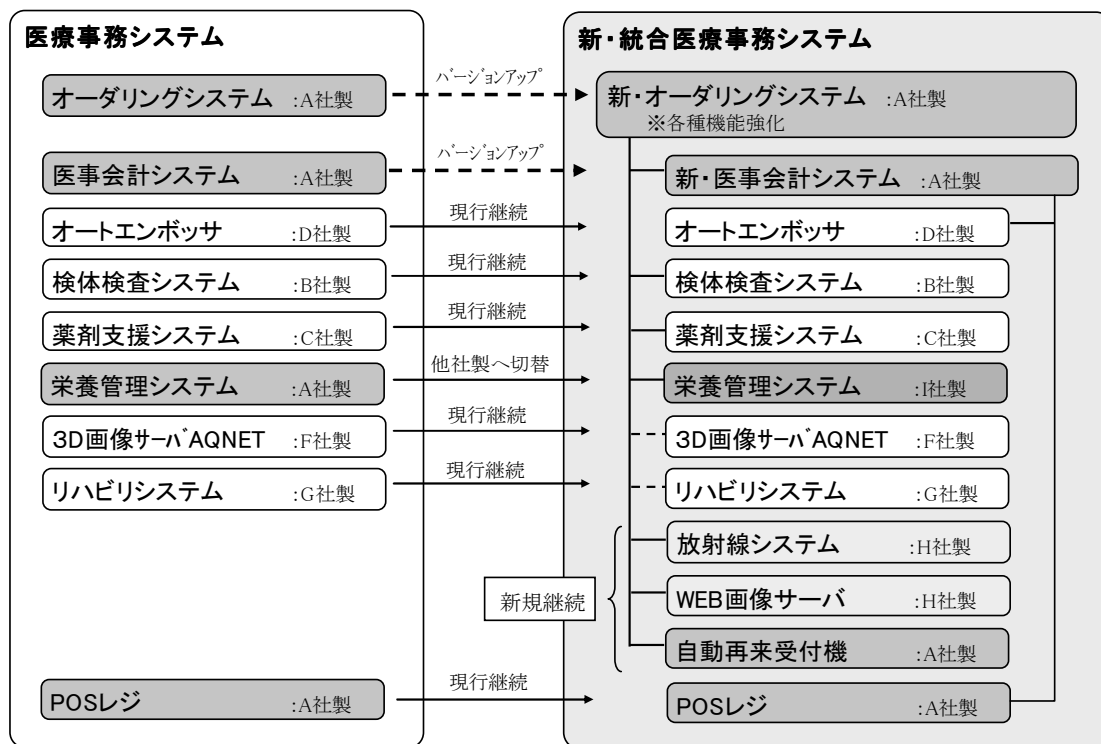 医療事務システム
オーダリングシステム :A社製
医事会計システム :A社製
オートエンボッサ :D社製
検体検査システム :B社製
薬剤支援システム :C社製
栄養管理システム :A社製
3D画像サーバAQNET :F社製
リハビリシステム :G社製
POSレジ :A社製
バージョンアップ
バージョンアップ
現行継続
現行継続
現行継続
他社製へ切替
現行継続
現行継続
新規継続
現行継続
新・統合医療事務システム
新・オーダリングシステム :A社製
※各種機能強化
新・医事会計システム :A社製
オートエンボッサ :D社製
検体検査システム :B社製
薬剤支援システム :C社製
栄養管理システム :I社製
3D画像サーバAQNET :F社製
リハビリシステム :G社製
放射線システム :H社製
WEB画像サーバ :H社製
自動再来受付機 :A社製
POSレジ :A社製